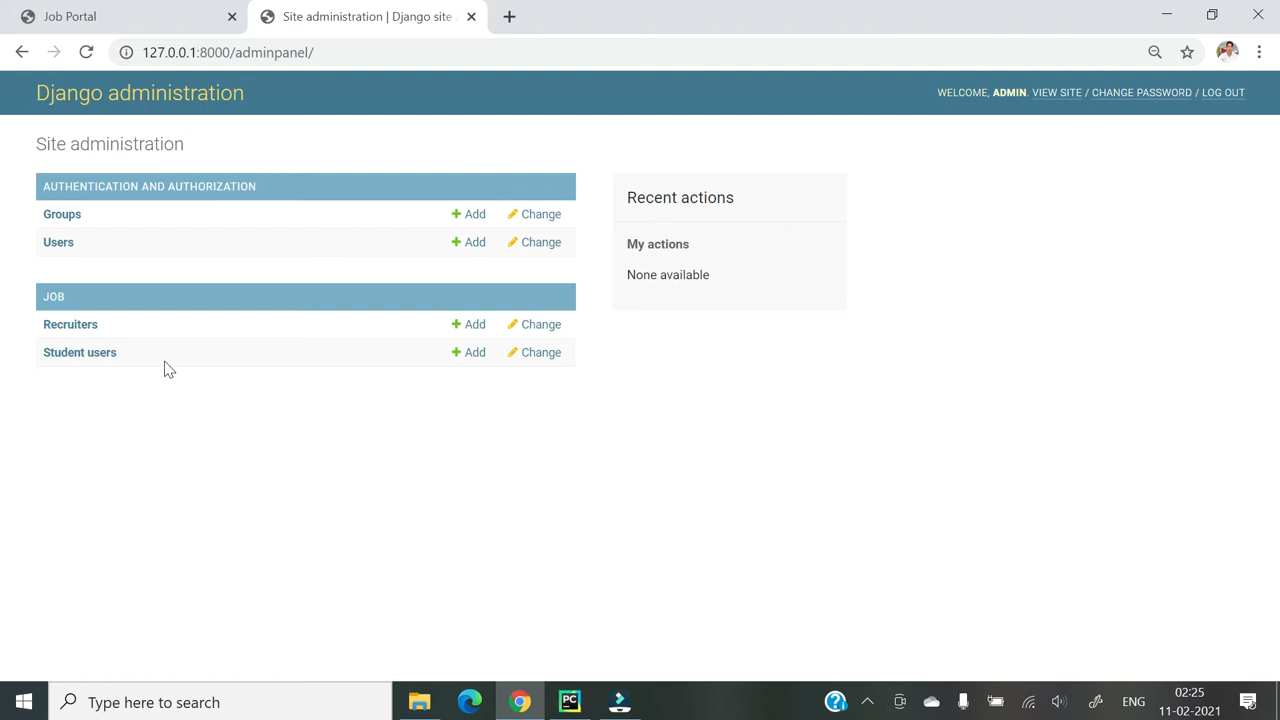 Job Portal
Site administration | Django site
127.0.0.1:8000/adminpanel/
Django administration
WELCOME, ADMIN. VIEW SITE / CHANGE PASSWORD / LOG OUT
Site administration
AUTHENTICATION AND AUTHORIZATION
Groups Add Change
Users Add Change
JOB
Recruiters Add Change
Student users Add Change
Recent actions
My actions
None available
Type here to search
PC
ENG
02:25
11-02-2021